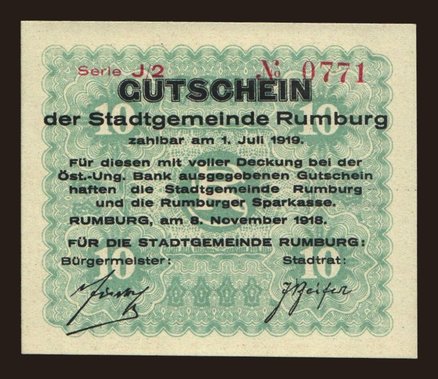 Serie J/2 № 0771
GUTSCHEIN
der Stadtgemeinde Rumburg
zahlbar am 1. Juli 1919.
Für diesen mit voller Deckung bei der
Öst.-Ung. Bank ausgegebenen Gutschein
haften die Stadtgemeinde Rumburg
und die Rumburger Sparkasse.
RUMBURG, am 8. November 1918.
FÜR DIE STADTGEMEINDE RUMBURG:
Bürgermeister: Stadtrat:
10 10
10 10